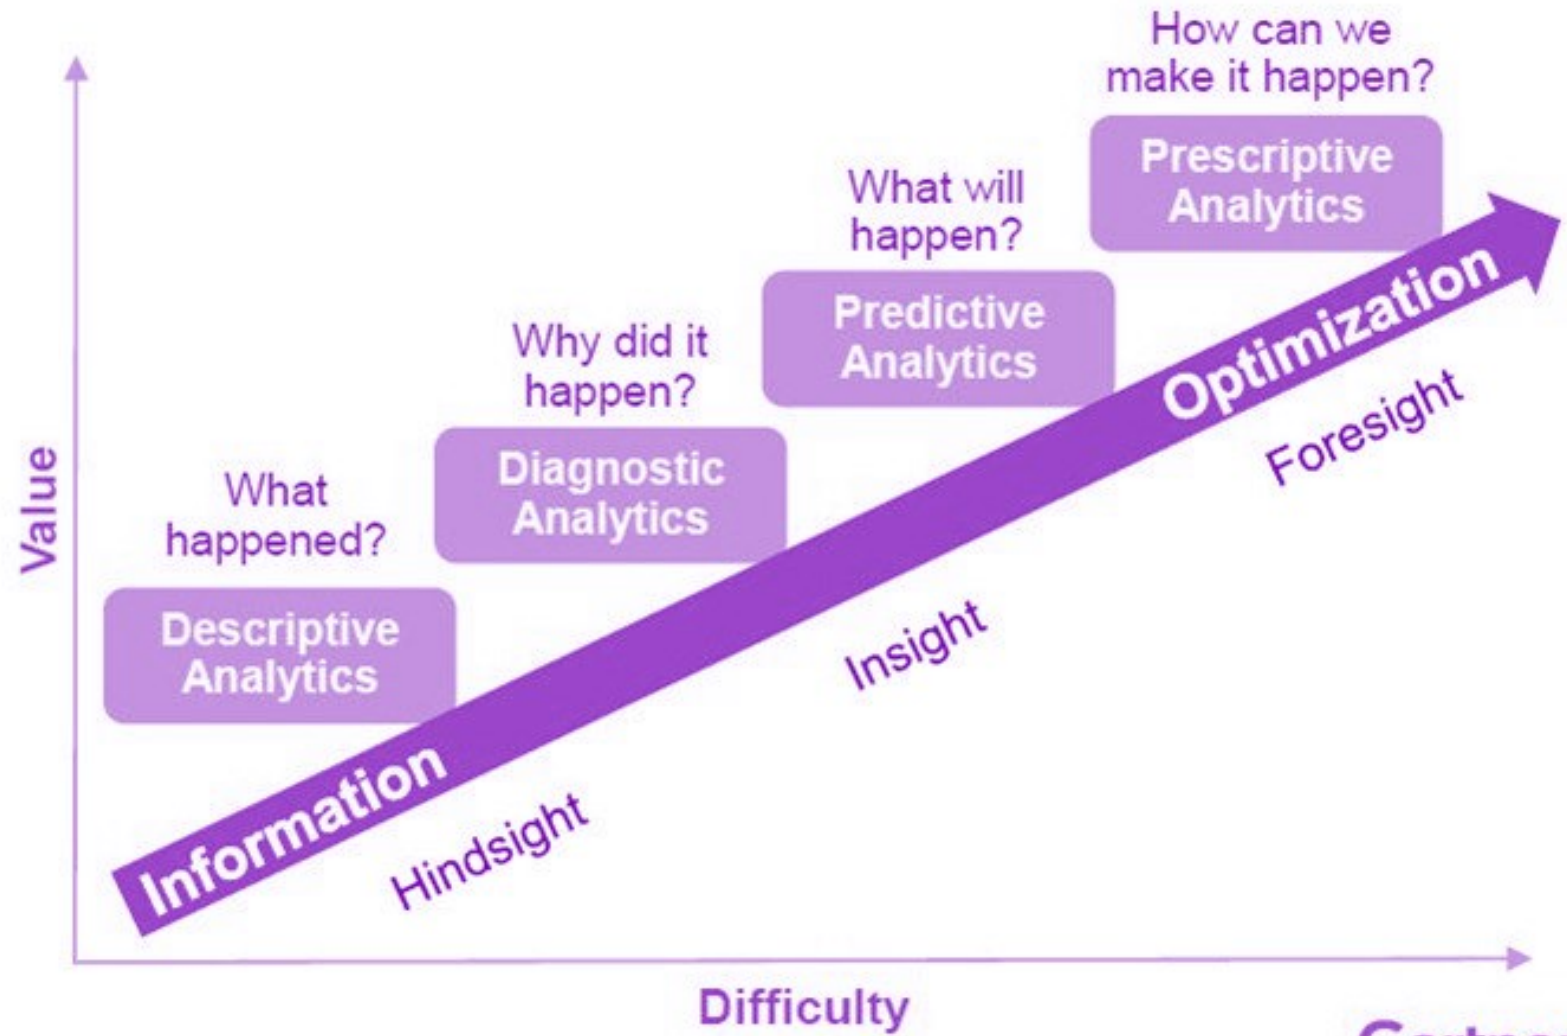 How can we
make it happen?
Prescriptive
Analytics
What will
happen?
Predictive
Analytics
Why did it
happen?
Diagnostic
Analytics
What
happened?
Descriptive
Analytics
Value
Information
Optimization
Hindsight
Insight
Foresight
Difficulty